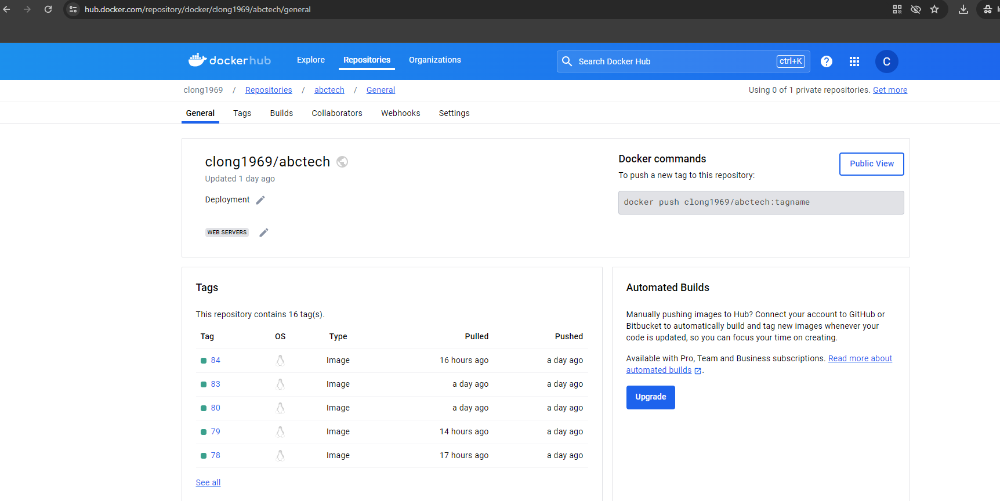 hub.docker.com/repository/docker/clong1969/abctech/general
dockerhub
Explore
Repositories
Organizations
Search Docker Hub
ctrl+K
?
C
clong1969 / Repositories / abctech / General
Using 0 of 1 private repositories. Get more
General
Tags
Builds
Collaborators
Webhooks
Settings
clong1969/abctech
Updated 1 day ago
Deployment
WEB SERVERS
Docker commands
Public View
To push a new tag to this repository:
docker push clong1969/abctech:tagname
Tags
This repository contains 16 tag(s).
Tag OS Type Pulled Pushed
84 Image 16 hours ago a day ago
83 Image a day ago a day ago
80 Image a day ago a day ago
79 Image 14 hours ago a day ago
78 Image 17 hours ago a day ago
See all
Automated Builds
Manually pushing images to Hub? Connect your account to GitHub or
Bitbucket to automatically build and tag new images whenever your
code is updated, so you can focus your time on creating.
Available with Pro, Team and Business subscriptions. Read more about
automated builds .
Upgrade